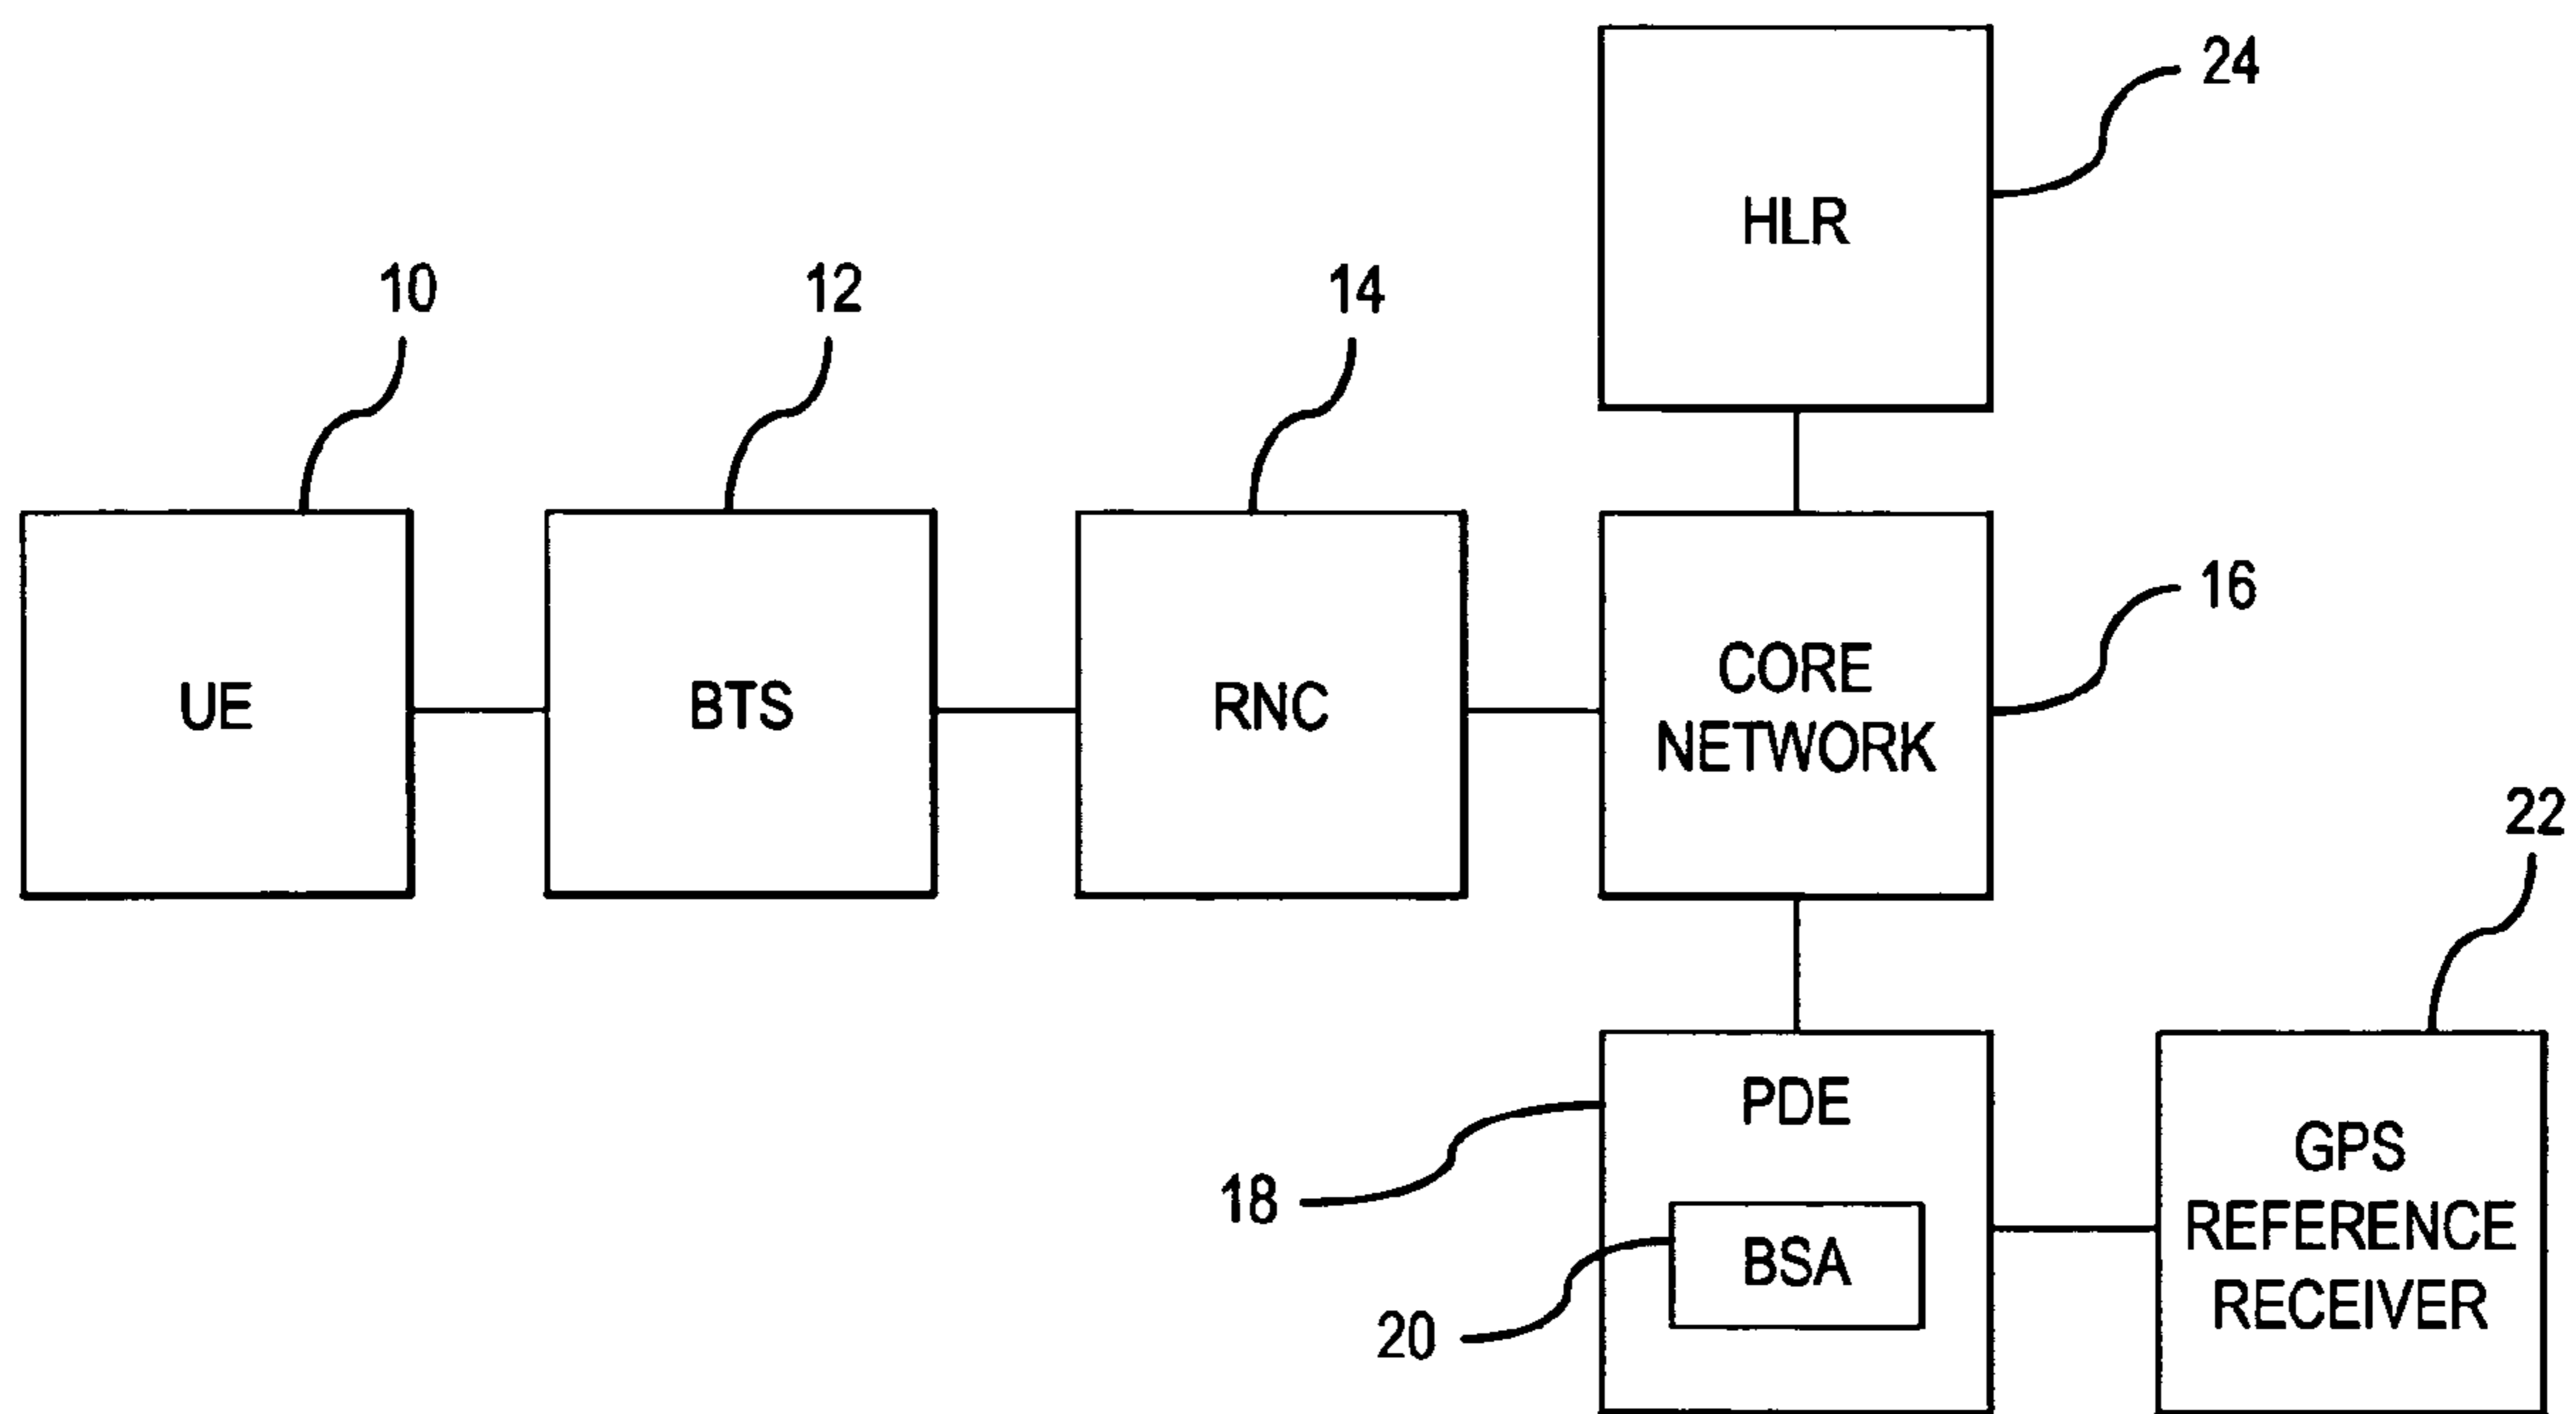 24
HLR
10
12
14
16
UE
BTS
RNC
CORE
NETWORK
22
PDE
18
BSA
20
GPS
REFERENCE
RECEIVER